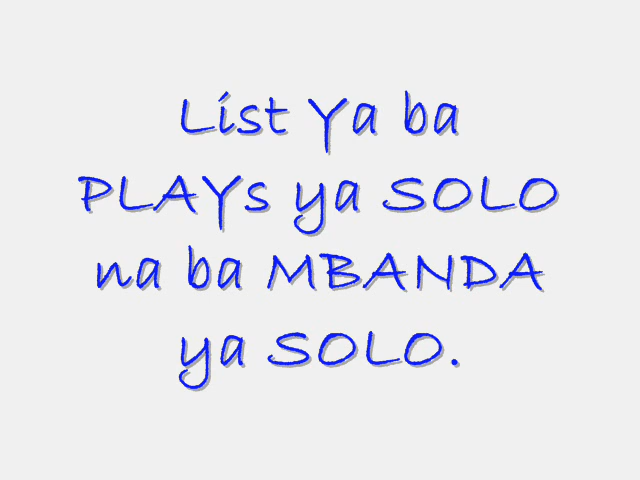 List Ya ba
PLAYs ya SOLO
na ba MBANDA
ya SOLO.